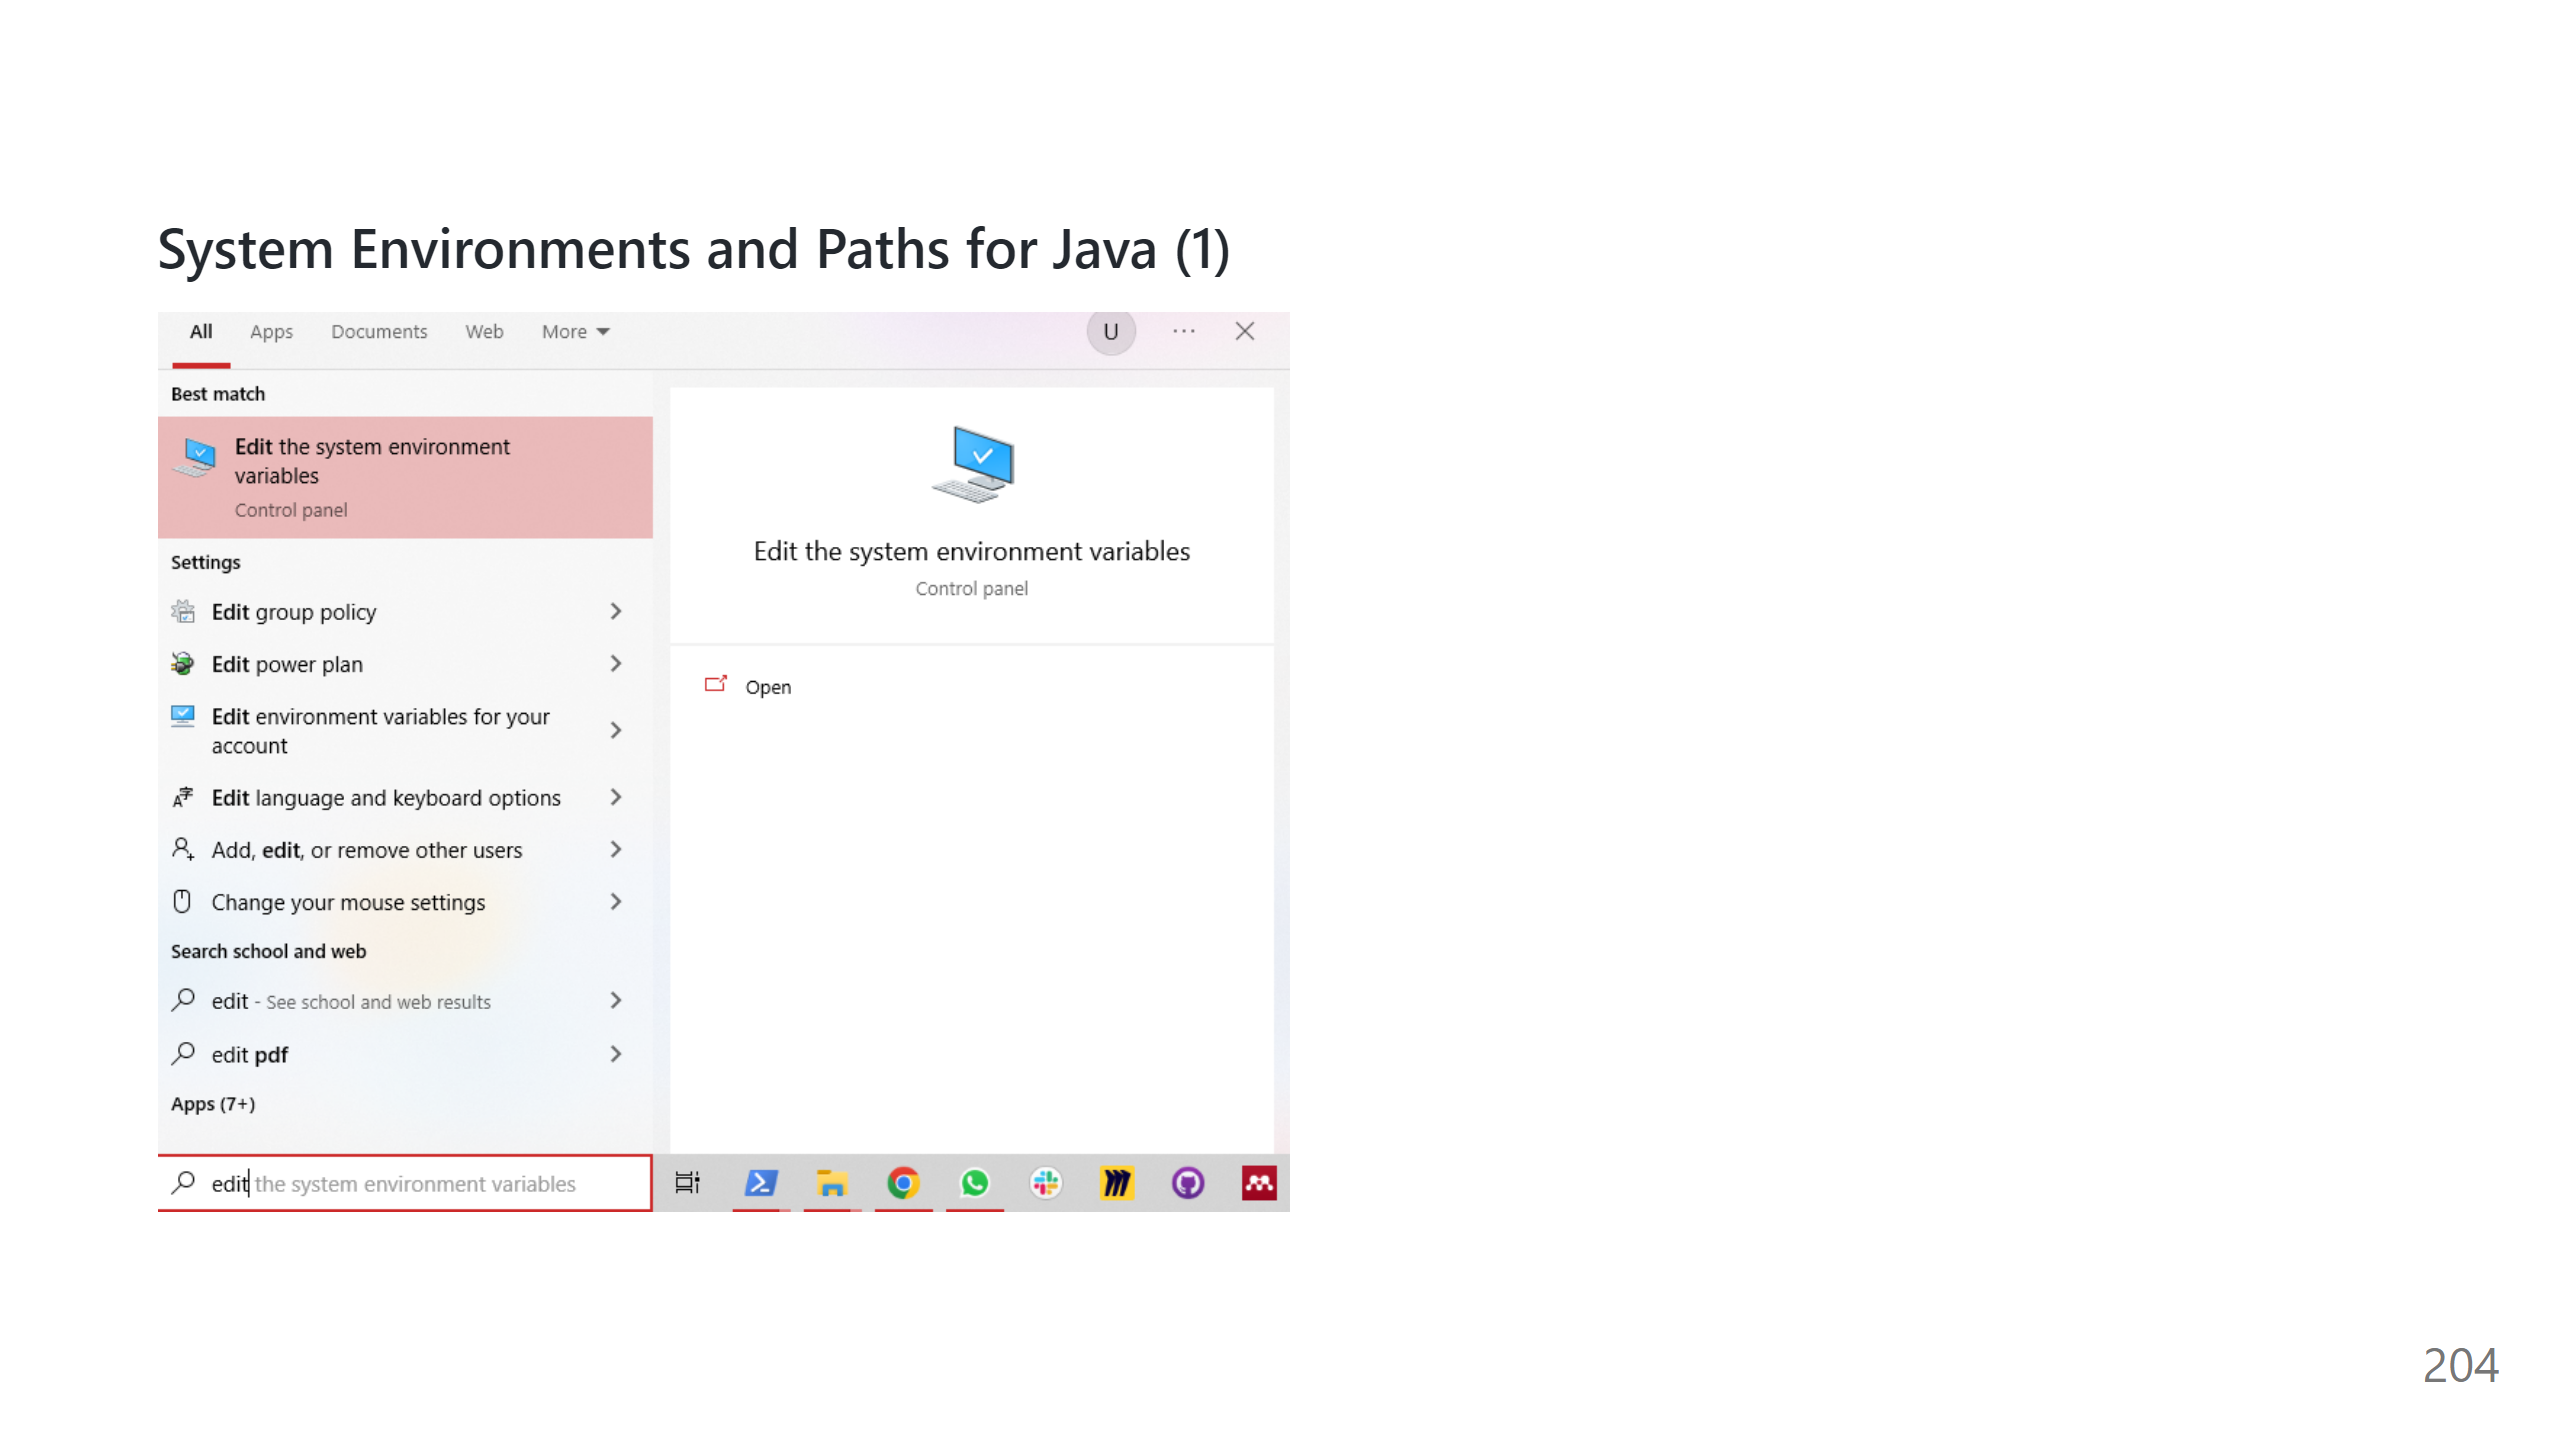 System Environments and Paths for Java (1)
All Apps Documents Web More
U
Best match
Edit the system environment
variables
Control panel
Settings
Edit group policy
Edit power plan
Edit environment variables for your
account
Edit language and keyboard options
Add, edit, or remove other users
Change your mouse settings
Search school and web
edit - See school and web results
edit pdf
Apps (7+)
edit the system environment variables
Edit the system environment variables
Control panel
Open
204